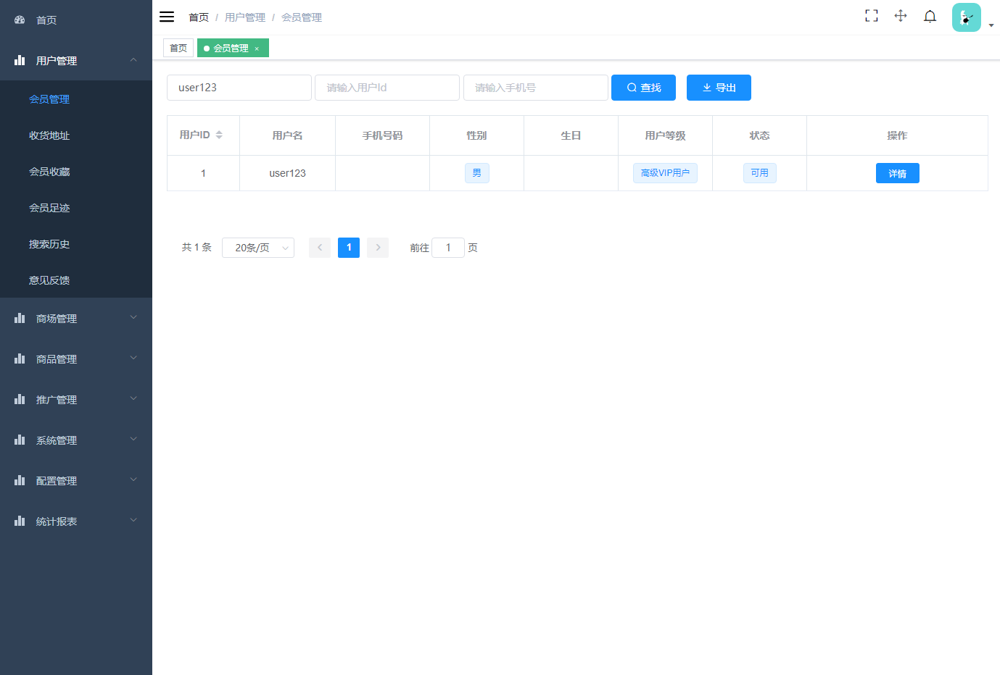 首页
用户管理
会员管理
收货地址
会员收藏
会员足迹
搜索历史
意见反馈
商场管理
商品管理
推广管理
系统管理
配置管理
统计报表
首页 / 用户管理 / 会员管理
首页 会员管理 ×
user123 请输入用户Id 请输入手机号 查找 导出
用户ID 用户名 手机号码 性别 生日 用户等级 状态 操作
1 user123 男 高级VIP用户 可用 详情
共 1 条 20条/页 1 前往 1 页